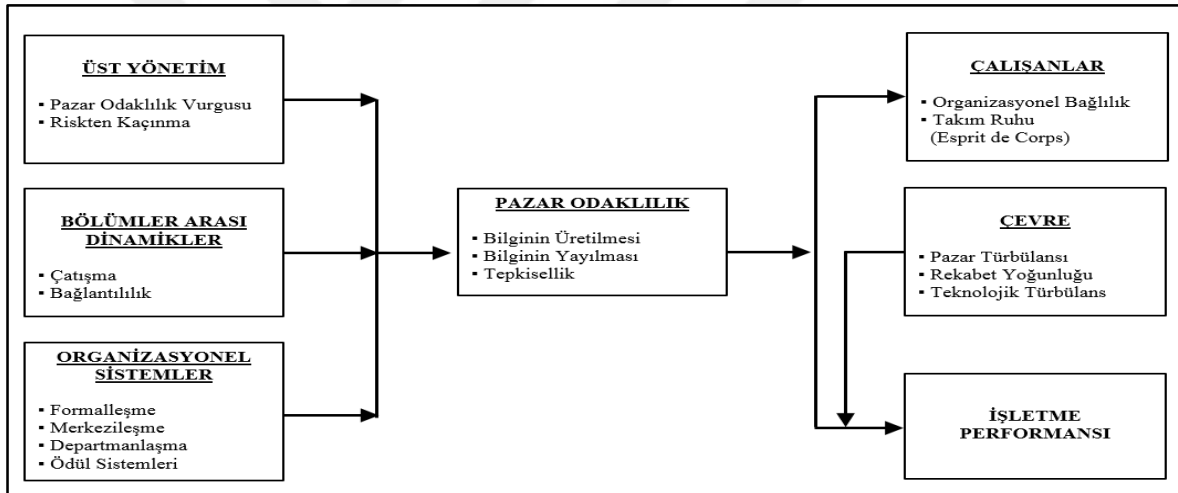 ÜST YÖNETİM
▪ Pazar Odaklılık Vurgusu
▪ Riskten Kaçınma
BÖLÜMLER ARASI
DİNAMİKLER
▪ Çatışma
▪ Bağlantılılık
ORGANİZASYONEL
SİSTEMLER
▪ Formalleşme
▪ Merkezileşme
▪ Departmanlaşma
▪ Ödül Sistemleri
PAZAR ODAKLILIK
▪ Bilginin Üretilmesi
▪ Bilginin Yayılması
▪ Tepkisellik
ÇALIŞANLAR
▪ Organizasyonel Bağlılık
▪ Takım Ruhu
(Esprit de Corps)
ÇEVRE
▪ Pazar Türbülansı
▪ Rekabet Yoğunluğu
▪ Teknolojik Türbülans
İŞLETME
PERFORMANSI